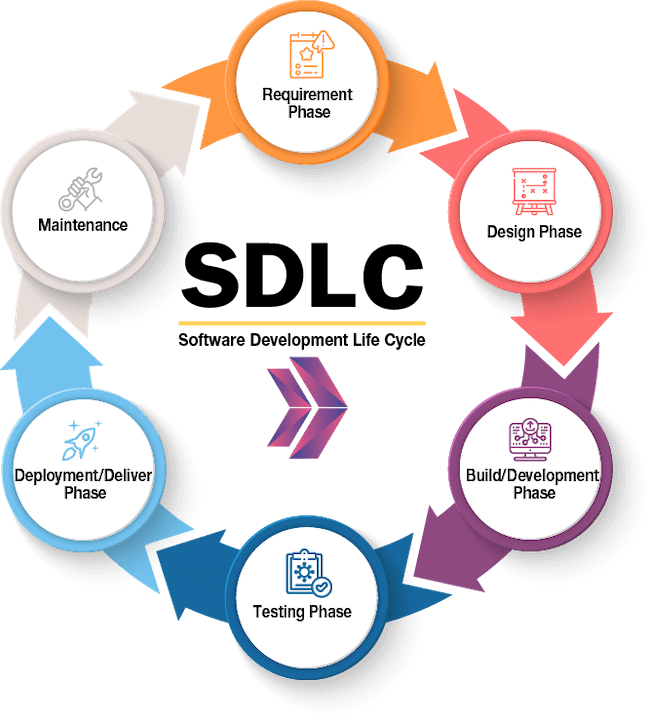 Requirement
Phase
Design Phase
Build/Development
Phase
Testing Phase
Deployment/Deliver
Phase
Maintenance
SDLC
Software Development Life Cycle